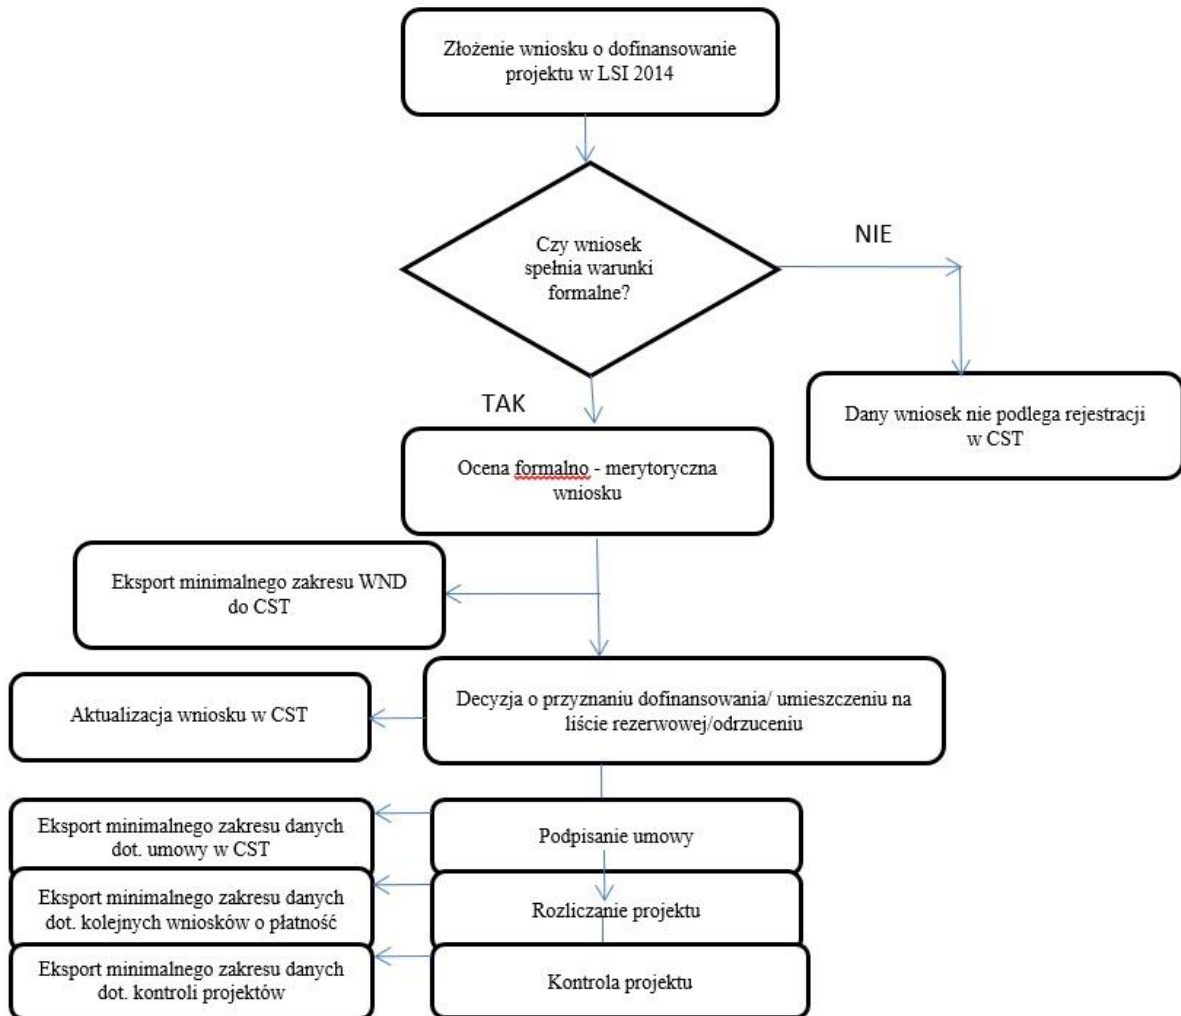 Złożenie wniosku o dofinansowanie
projektu w LSI 2014
Czy wniosek
spełnia warunki
formalne?
NIE
TAK
Dany wniosek nie podlega rejestracji
w CST
Ocena formalno - merytoryczna
wniosku
Eksport minimalnego zakresu WND
do CST
Decyzja o przyznaniu dofinansowania/ umieszczeniu na
liście rezerwowej/odrzuceniu
Aktualizacja wniosku w CST
Eksport minimalnego zakresu danych
dot. umowy w CST
Podpisanie umowy
Eksport minimalnego zakresu danych
dot. kolejnych wniosków o płatność
Rozliczanie projektu
Eksport minimalnego zakresu danych
dot. kontroli projektów
Kontrola projektu